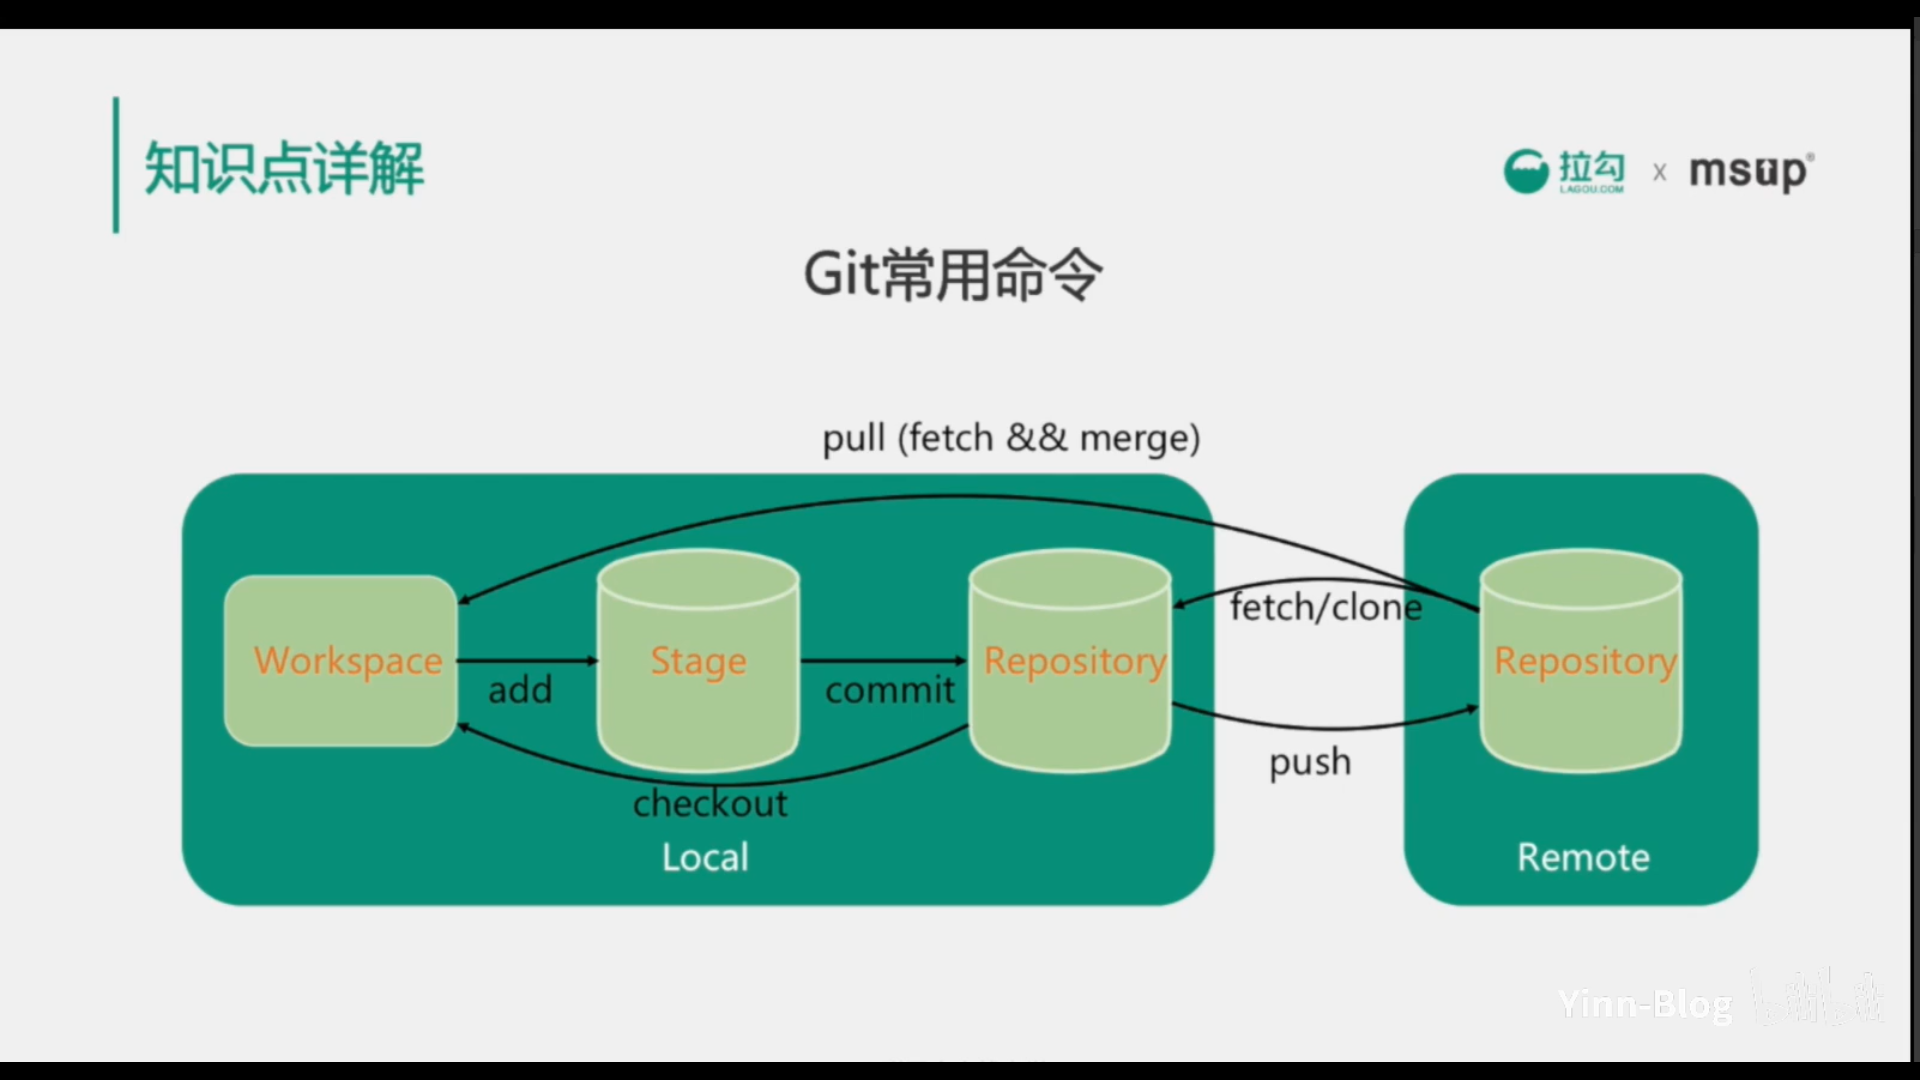 知识点详解
拉勾
LAGOU.COM
x
msup®
Git常用命令
pull (fetch && merge)
fetch/clone
Workspace
Stage
Repository
Repository
add
commit
push
checkout
Local
Remote
Yinn-Blog
bilibili